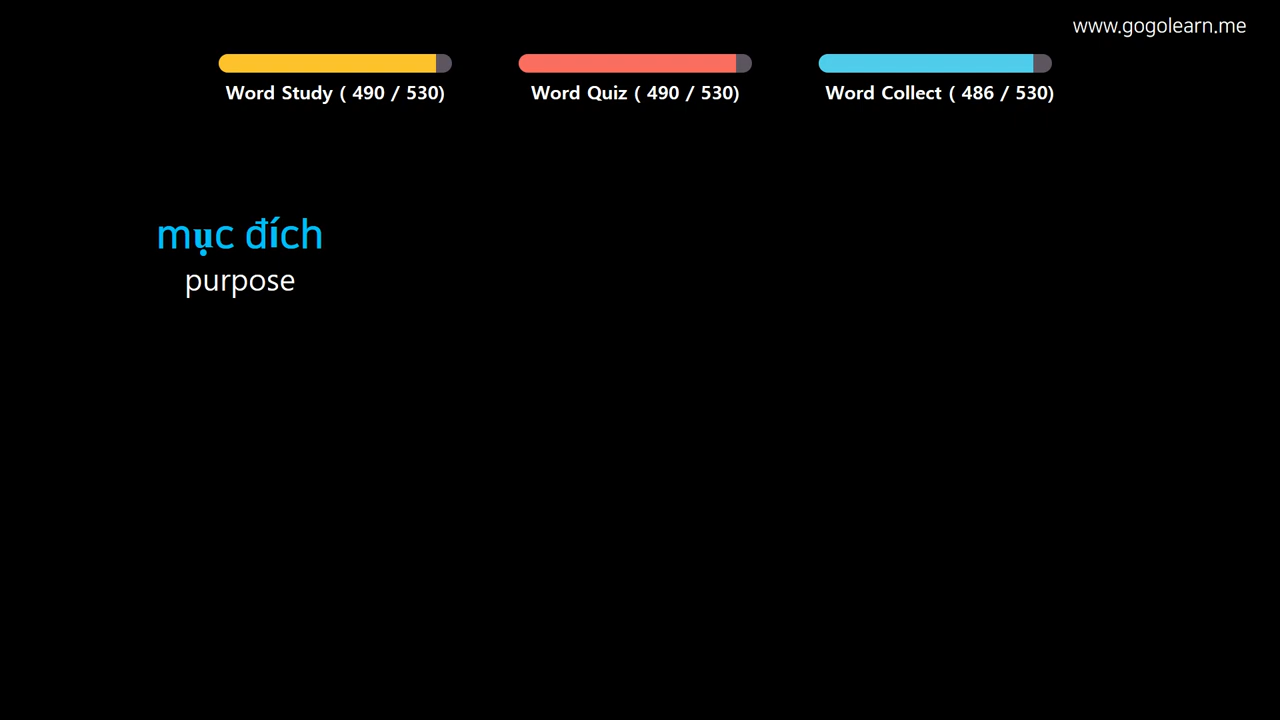 www.gogolearn.me
Word Study ( 490 / 530)
Word Quiz ( 490 / 530)
Word Collect ( 486 / 530)
mục đích
purpose